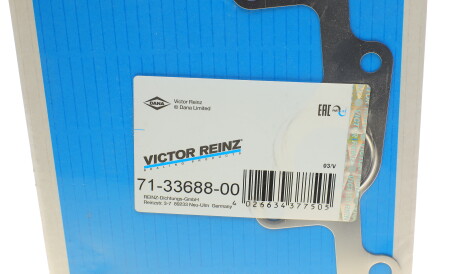 DANA
Victor Reinz
® Dana Limited
EAC
03/V
VICTOR REINZ
71-33688-00
REINZ-Dichtungs-GmbH
Reinzstr. 3-7 89233 Neu-Ulm Germany
4 026634 377505